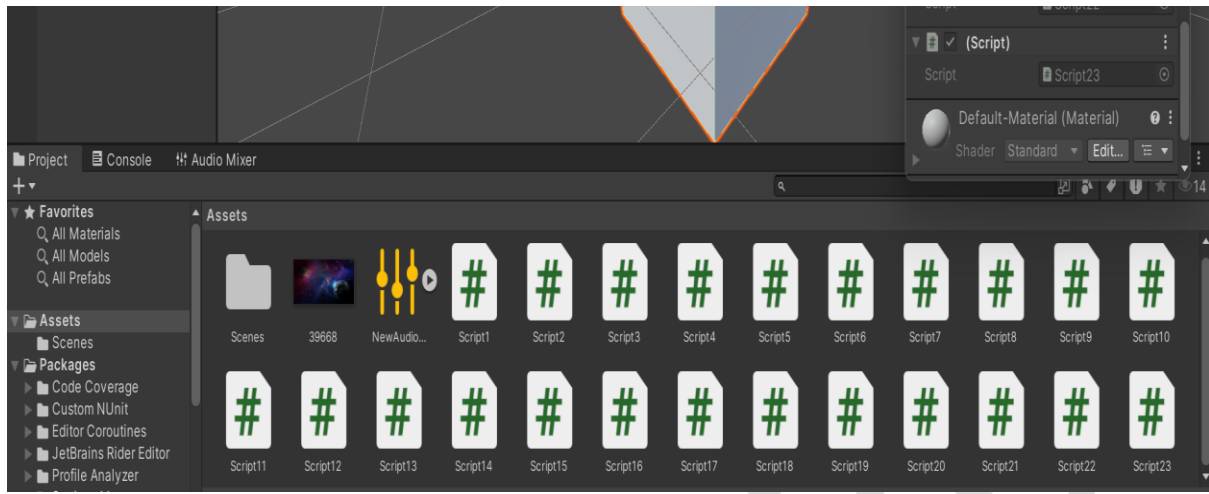 (Script)
Script Script23
Default-Material (Material)
Shader Standard Edit...
Project Console Audio Mixer
14
Favorites
All Materials
All Models
All Prefabs
Assets
Scenes
Packages
Code Coverage
Custom NUnit
Editor Coroutines
JetBrains Rider Editor
Profile Analyzer
Assets
Scenes 39668 NewAudio... Script1 Script2 Script3 Script4 Script5 Script6 Script7 Script8 Script9 Script10
Script11 Script12 Script13 Script14 Script15 Script16 Script17 Script18 Script19 Script20 Script21 Script22 Script23